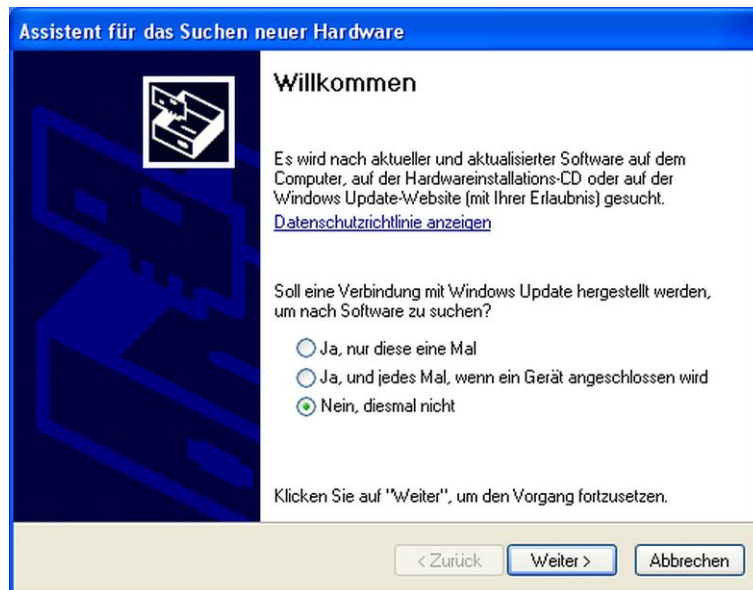 Assistent für das Suchen neuer Hardware
Willkommen
Es wird nach aktueller und aktualisierter Software auf dem
Computer, auf der Hardwareinstallations-CD oder auf der
Windows Update-Website (mit Ihrer Erlaubnis) gesucht.
Datenschutzrichtlinie anzeigen
Soll eine Verbindung mit Windows Update hergestellt werden,
um nach Software zu suchen?
Ja, nur diese eine Mal
Ja, und jedes Mal, wenn ein Gerät angeschlossen wird
Nein, diesmal nicht
Klicken Sie auf "Weiter", um den Vorgang fortzusetzen.
< Zurück Weiter > Abbrechen